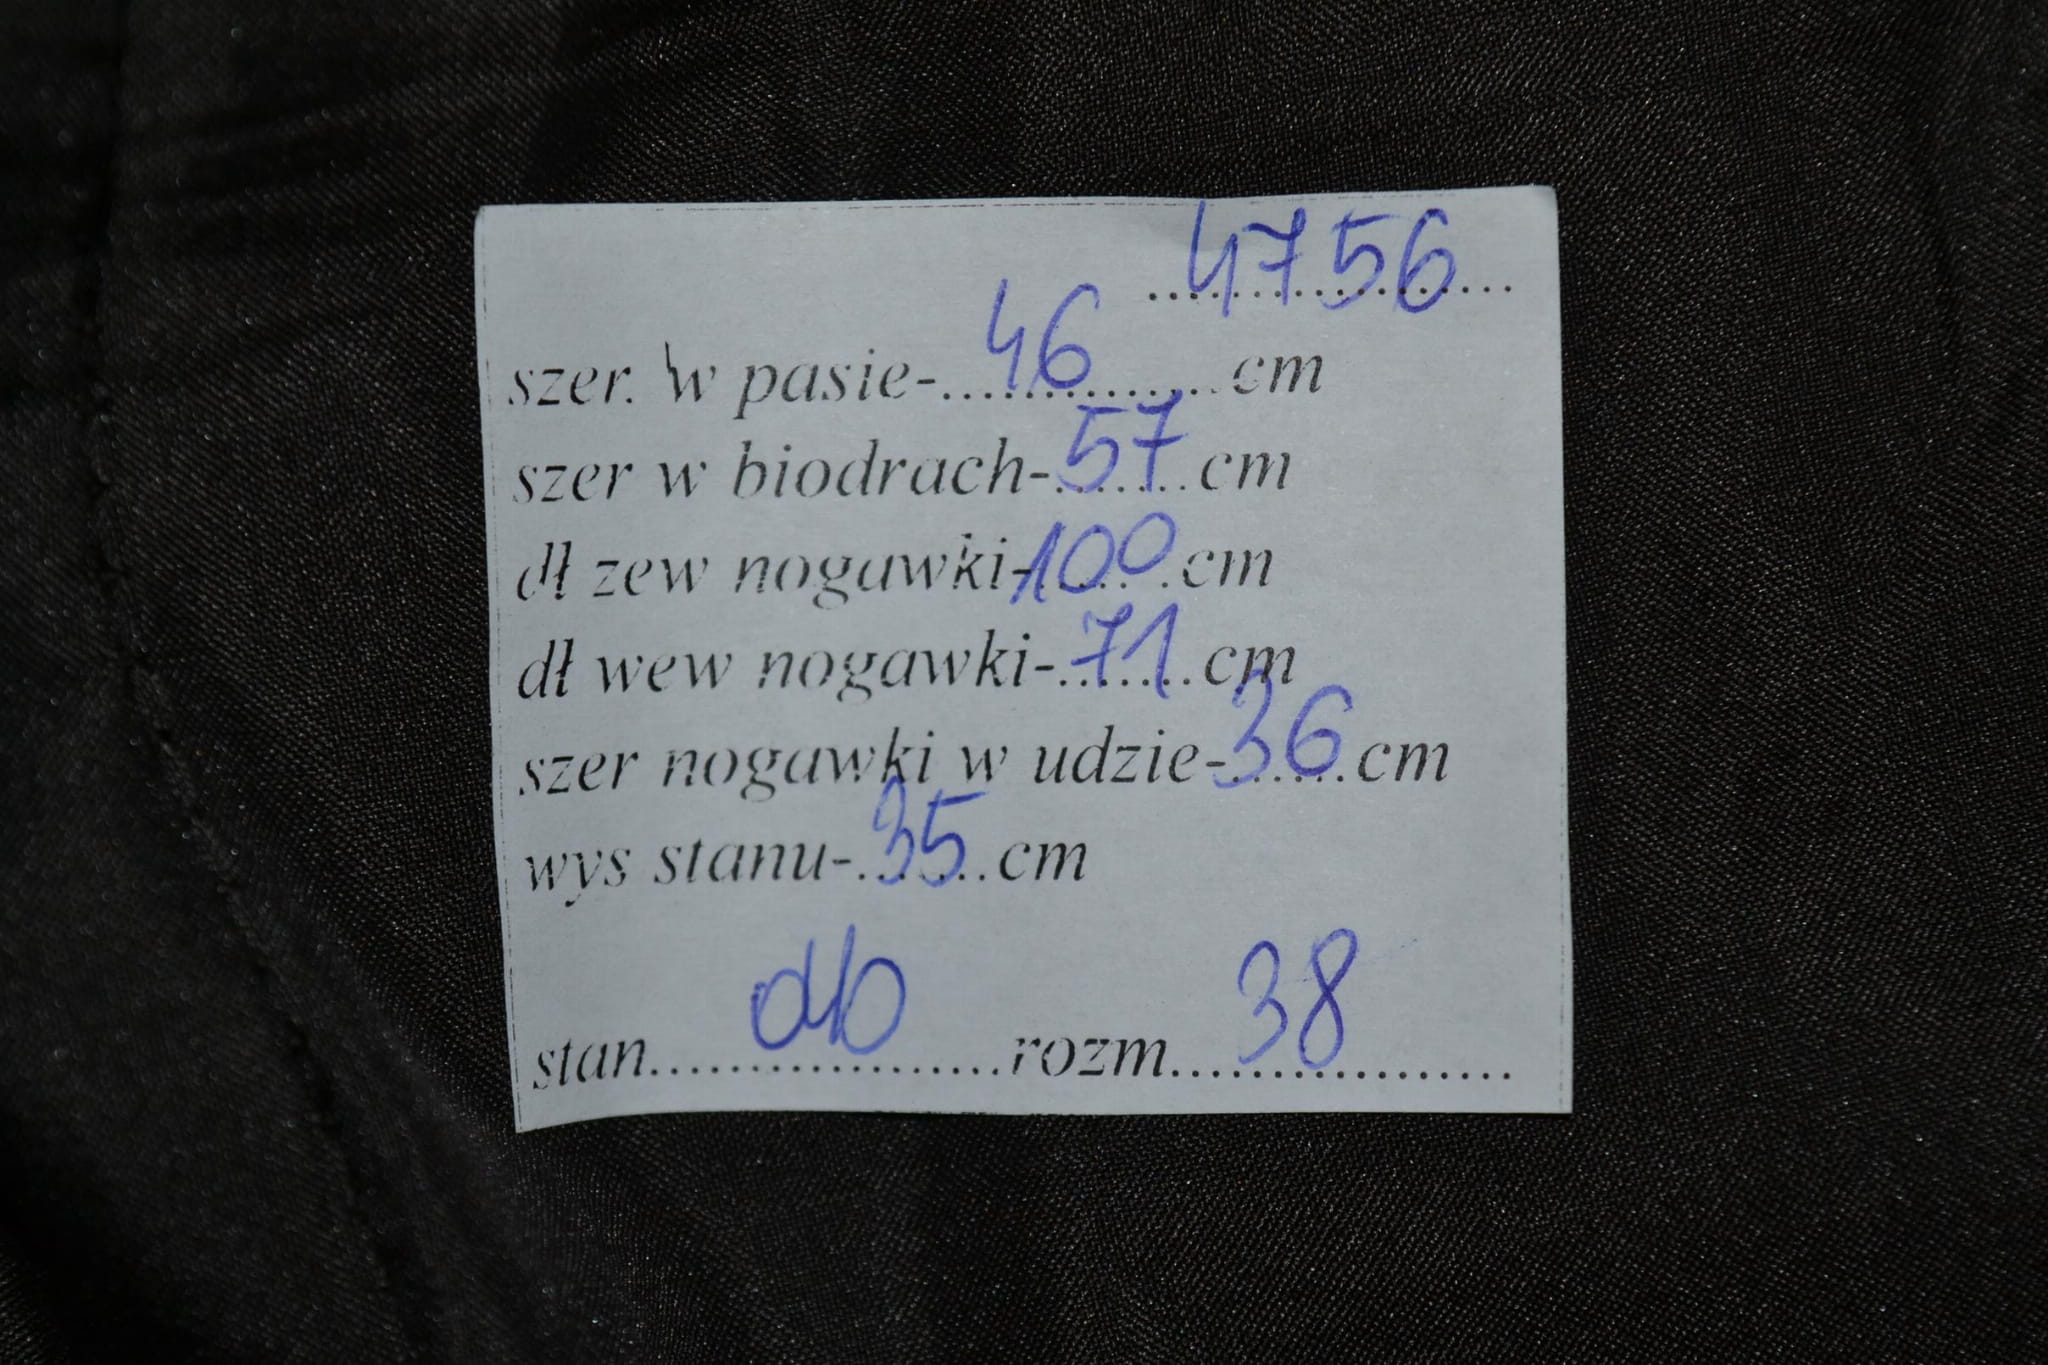 4756
szer. w pasie-46cm
szer w biodrach-57cm
dł zew nogawki-100cm
dł wew nogawki-71cm
szer nogawki w udzie-36cm
wys stanu-35cm
stan db rozm 38